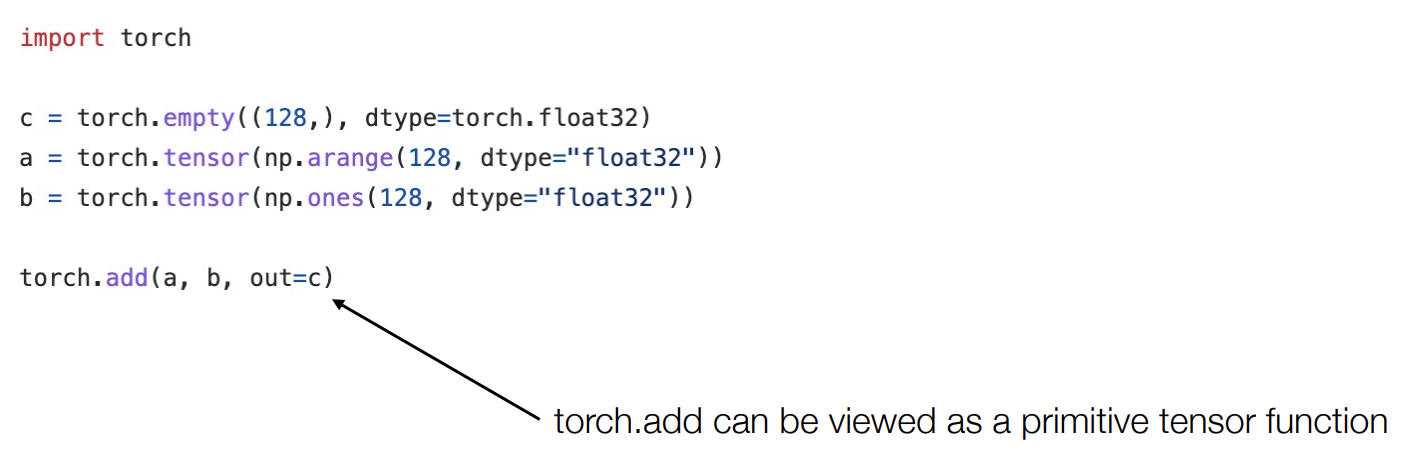 import torch
c = torch.empty((128,), dtype=torch.float32)
a = torch.tensor(np.arange(128, dtype="float32"))
b = torch.tensor(np.ones(128, dtype="float32"))
torch.add(a, b, out=c)
torch.add can be viewed as a primitive tensor function